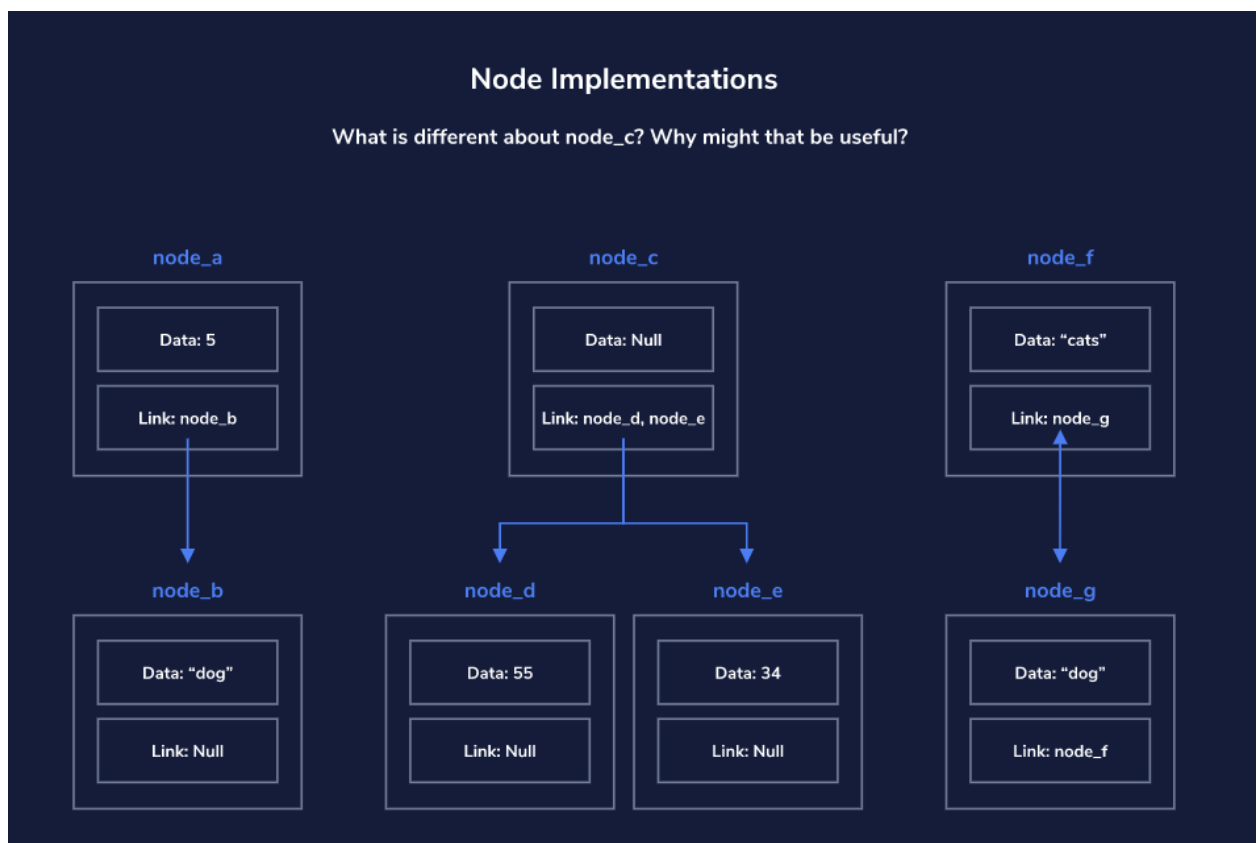 Node Implementations
What is different about node_c? Why might that be useful?
node_a
Data: 5
Link: node_b
node_c
Data: Null
Link: node_d, node_e
node_f
Data: “cats”
Link: node_g
node_b
Data: “dog”
Link: Null
node_d
Data: 55
Link: Null
node_e
Data: 34
Link: Null
node_g
Data: “dog”
Link: node_f